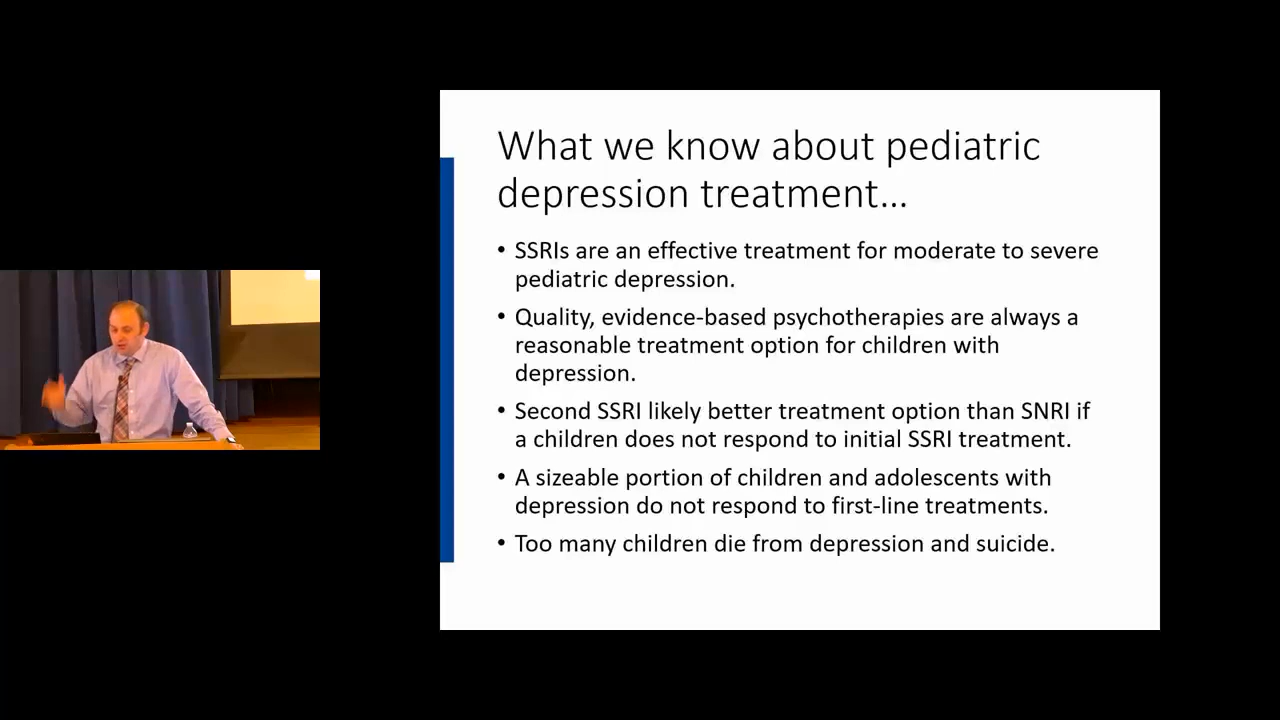 What we know about pediatric
depression treatment...
• SSRIs are an effective treatment for moderate to severe
pediatric depression.
• Quality, evidence-based psychotherapies are always a
reasonable treatment option for children with
depression.
• Second SSRI likely better treatment option than SNRI if
a children does not respond to initial SSRI treatment.
• A sizeable portion of children and adolescents with
depression do not respond to first-line treatments.
• Too many children die from depression and suicide.